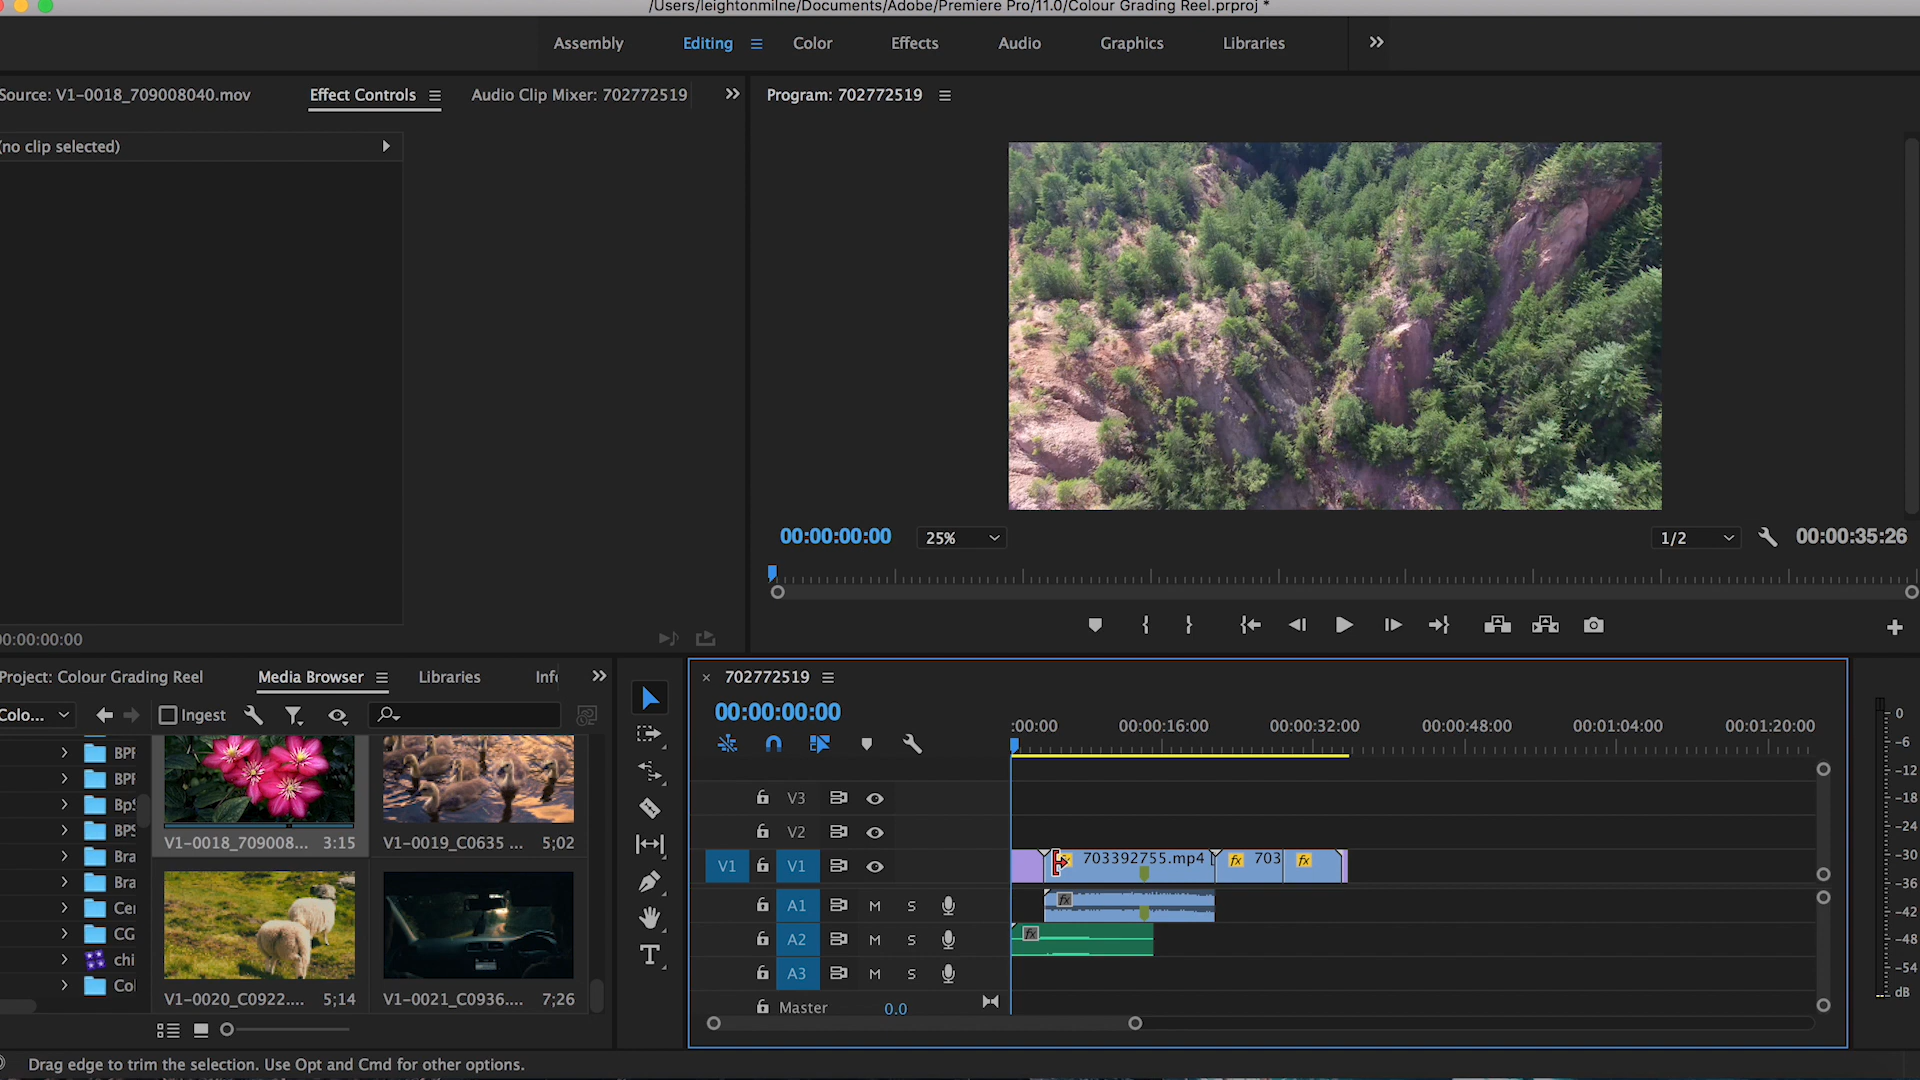 /Users/leightonmilne/Documents/Adobe/Premiere Pro/11.0/Colour Grading Reel.prproj *
Assembly Editing Color Effects Audio Graphics Libraries
Source: V1-0018_709008040.mov Effect Controls Audio Clip Mixer: 702772519
Program: 702772519
(no clip selected)
00:00:00:00 25% 1/2 00:00:35:26
00:00:00:00
Project: Colour Grading Reel Media Browser Libraries Inf
Colo... Ingest
BPF
BPF
BpS
BPS
Bra
Bra
Cer
CG
chi
Col
V1-0018_709008... 3:15
V1-0019_C0635 ... 5;02
V1-0020_C0922.... 5;14
V1-0021_C0936.... 7;26
702772519
00:00:00:00
:00:00 00:00:16:00 00:00:32:00 00:00:48:00 00:01:04:00 00:01:20:00
V3
V2
V1 V1 703392755.mp4 fx 703 fx
A1 M S fx
A2 M S fx
A3 M S
Master 0.0
0
-6
-12
-18
-24
-30
-36
-42
-48
-54
dB
Drag edge to trim the selection. Use Opt and Cmd for other options.